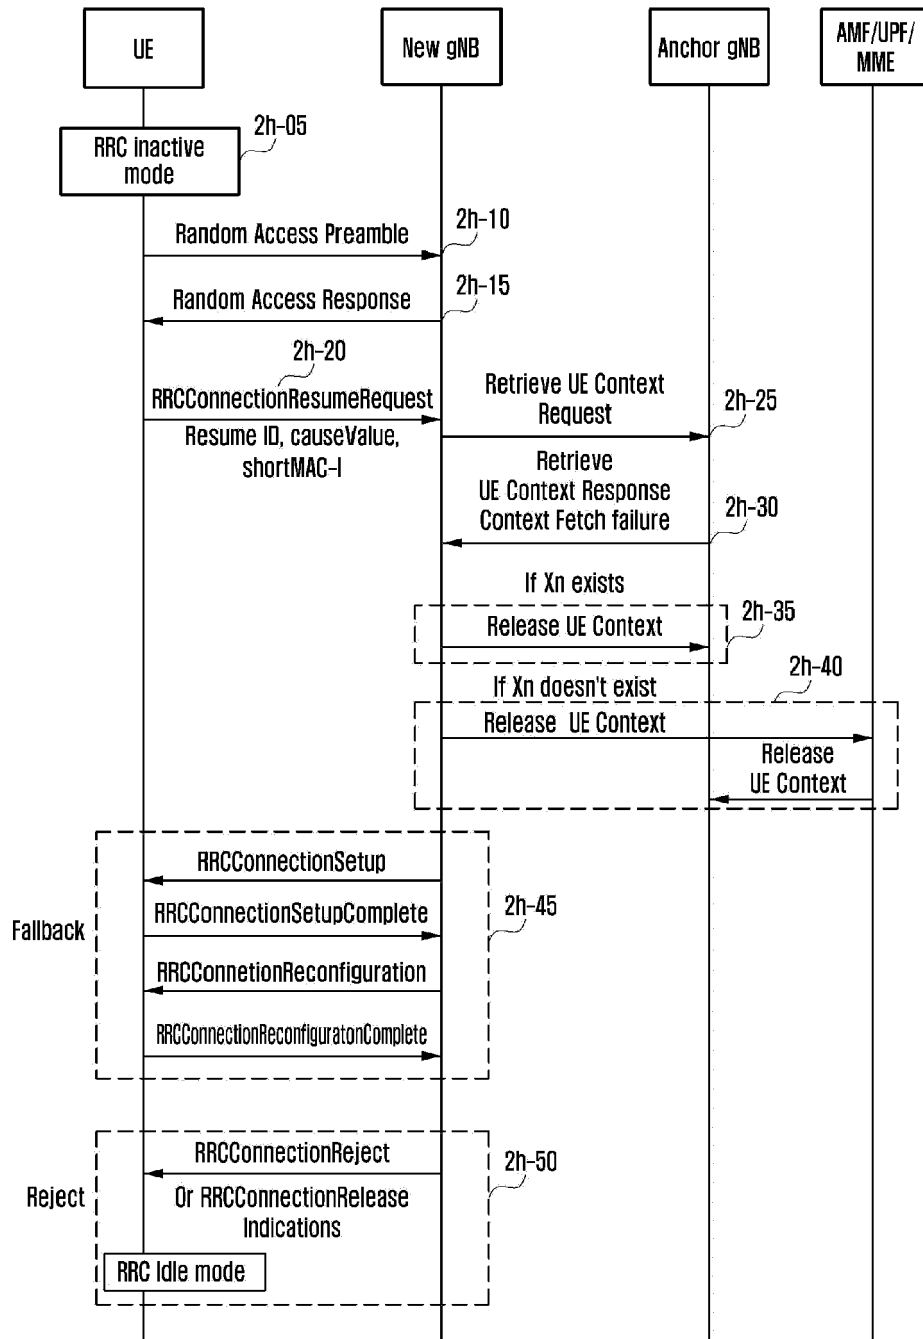 UE
New gNB
Anchor gNB
AMF/UPF/
MME
RRC inactive
mode
2h-05
Random Access Preamble
2h-10
Random Access Response
2h-15
2h-20
RRCConnectionResumeRequest
Resume ID, causeValue,
shortMAC-I
Retrieve UE Context
Request
2h-25
Retrieve
UE Context Response
Context Fetch failure
2h-30
If Xn exists
Release UE Context
2h-35
If Xn doesn't exist
2h-40
Release UE Context
Release
UE Context
Fallback
RRCConnectionSetup
RRCConnectionSetupComplete
2h-45
RRCConnetionReconfiguration
RRCConnectionReconfiguratonComplete
Reject
RRCConnectionReject
2h-50
Or RRCConnectionRelease
Indications
RRC Idle mode